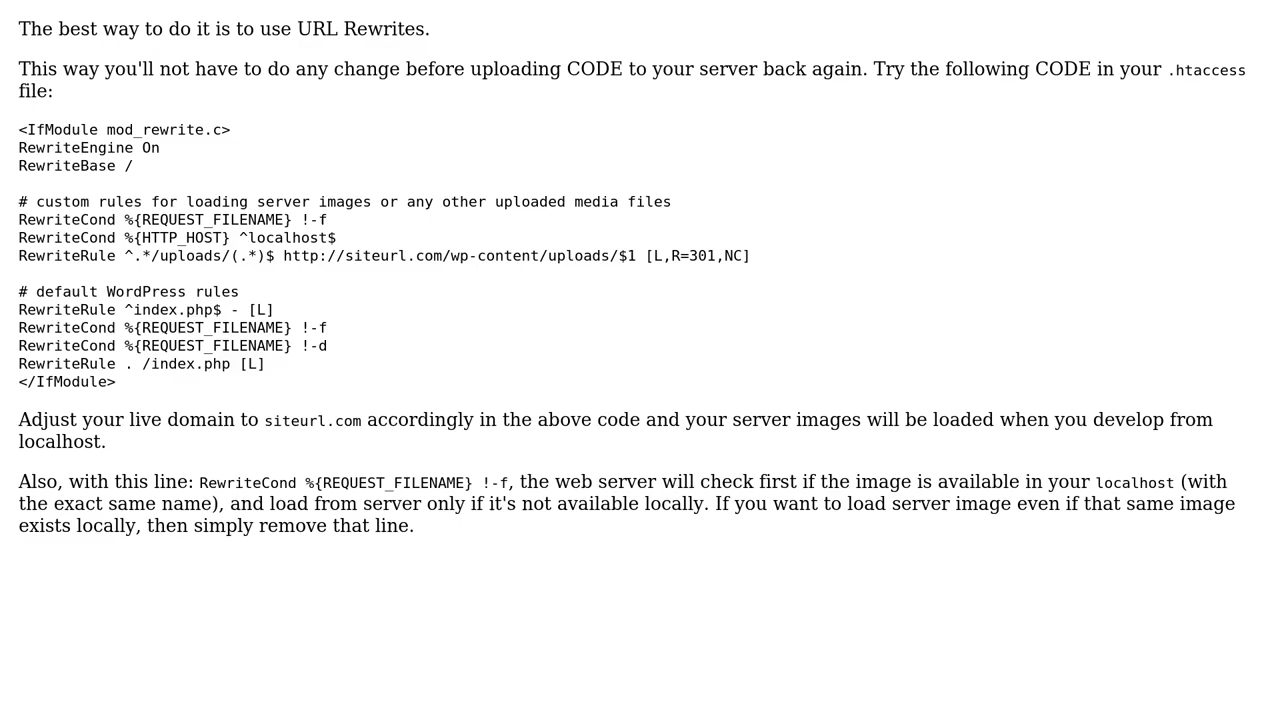 The best way to do it is to use URL Rewrites.
This way you'll not have to do any change before uploading CODE to your server back again. Try the following CODE in your .htaccess
file:
<IfModule mod_rewrite.c>
RewriteEngine On
RewriteBase /
# custom rules for loading server images or any other uploaded media files
RewriteCond %{REQUEST_FILENAME} !-f
RewriteCond %{HTTP_HOST} ^localhost$
RewriteRule ^.*/uploads/(.*)$ http://siteurl.com/wp-content/uploads/$1 [L,R=301,NC]
# default WordPress rules
RewriteRule ^index.php$ - [L]
RewriteCond %{REQUEST_FILENAME} !-f
RewriteCond %{REQUEST_FILENAME} !-d
RewriteRule . /index.php [L]
</IfModule>
Adjust your live domain to siteurl.com accordingly in the above code and your server images will be loaded when you develop from
localhost.
Also, with this line: RewriteCond %{REQUEST_FILENAME} !-f, the web server will check first if the image is available in your localhost (with
the exact same name), and load from server only if it's not available locally. If you want to load server image even if that same image
exists locally, then simply remove that line.